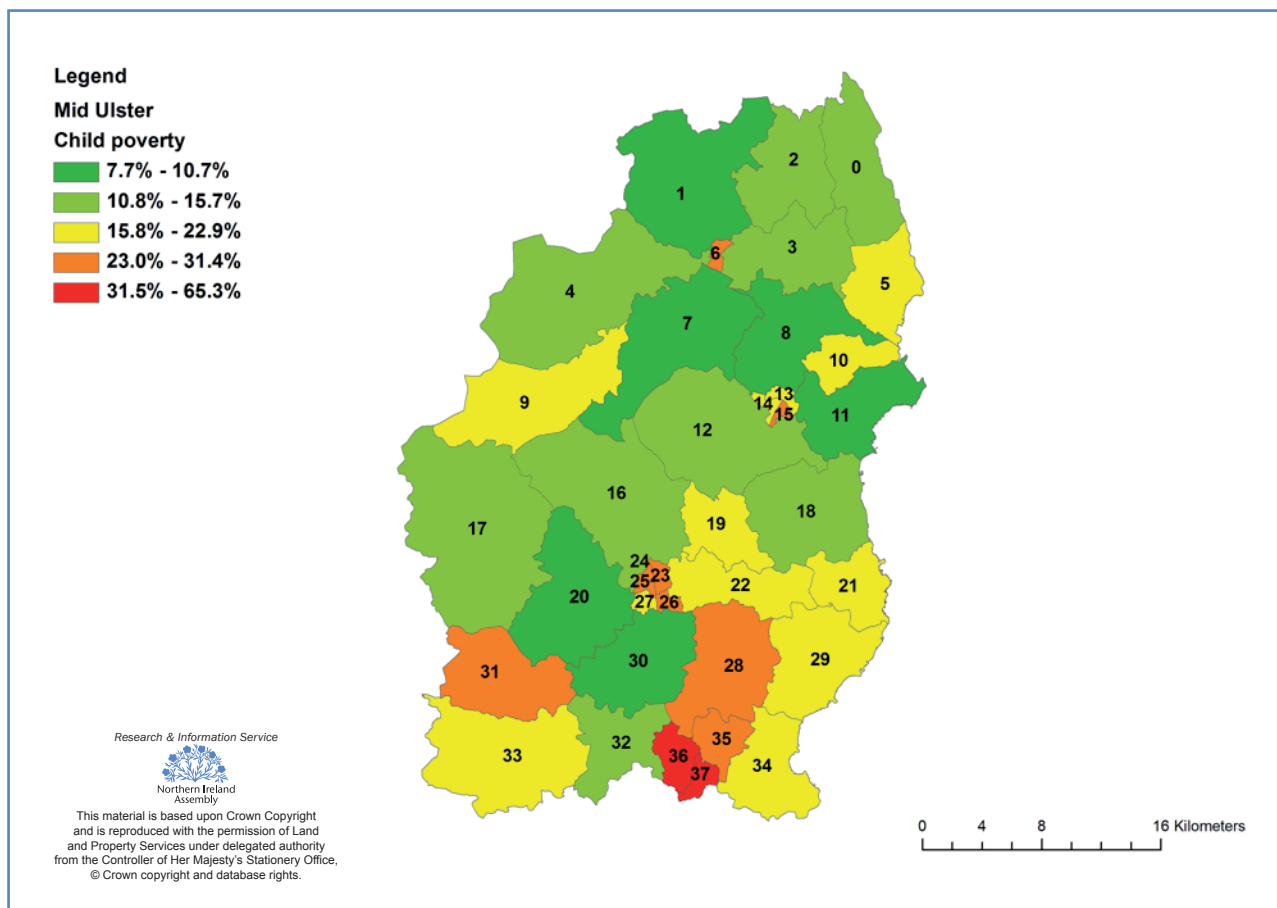 Legend
Mid Ulster
Child poverty
7.7% - 10.7%
10.8% - 15.7%
15.8% - 22.9%
23.0% - 31.4%
31.5% - 65.3%
2
0
1
3
6
5
4
7
8
10
13
14
9
15
11
12
16
18
17
19
24
23
25
22
21
20
27
26
30
29
28
31
35
32
33
36
34
37
Research & Information Service
Northern Ireland
Assembly
This material is based upon Crown Copyright
and is reproduced with the permission of Land
and Property Services under delegated authority
from the Controller of Her Majesty's Stationery Office,
© Crown copyright and database rights.
0 4 8 16 Kilometers